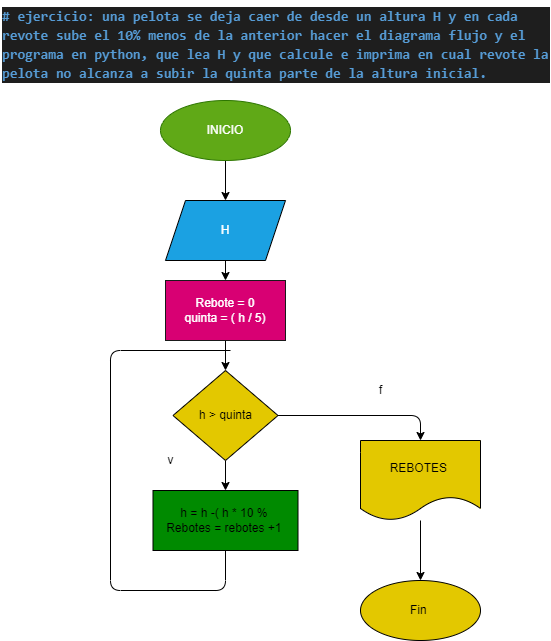 # ejercicio: una pelota se deja caer de desde un altura H y en cada
revote sube el 10% menos de la anterior hacer el diagrama flujo y el
programa en python, que lea H y que calcule e imprima en cual revote la
pelota no alcanza a subir la quinta parte de la altura inicial.
INICIO
H
Rebote = 0
quinta = ( h / 5)
h > quinta
f
v
REBOTES
h = h -( h * 10 %
Rebotes = rebotes +1
Fin